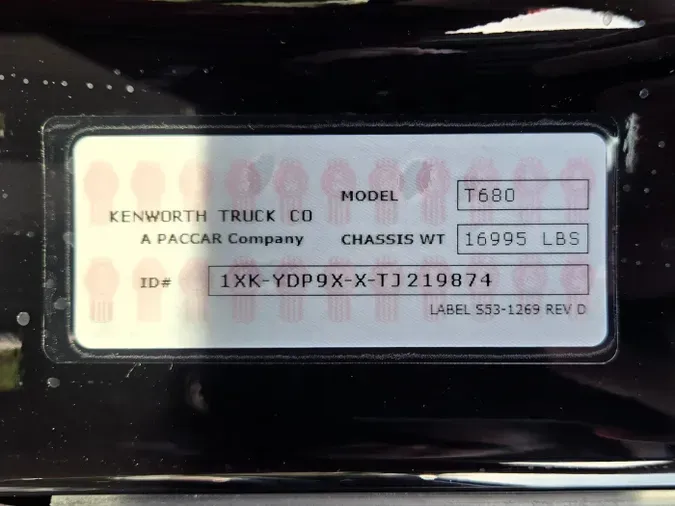 MODEL T680
KENWORTH TRUCK CO
A PACCAR Company CHASSIS WT 16995 LBS
ID# 1XK-YDP9X-X-TJ219874
LABEL S53-1269 REV D